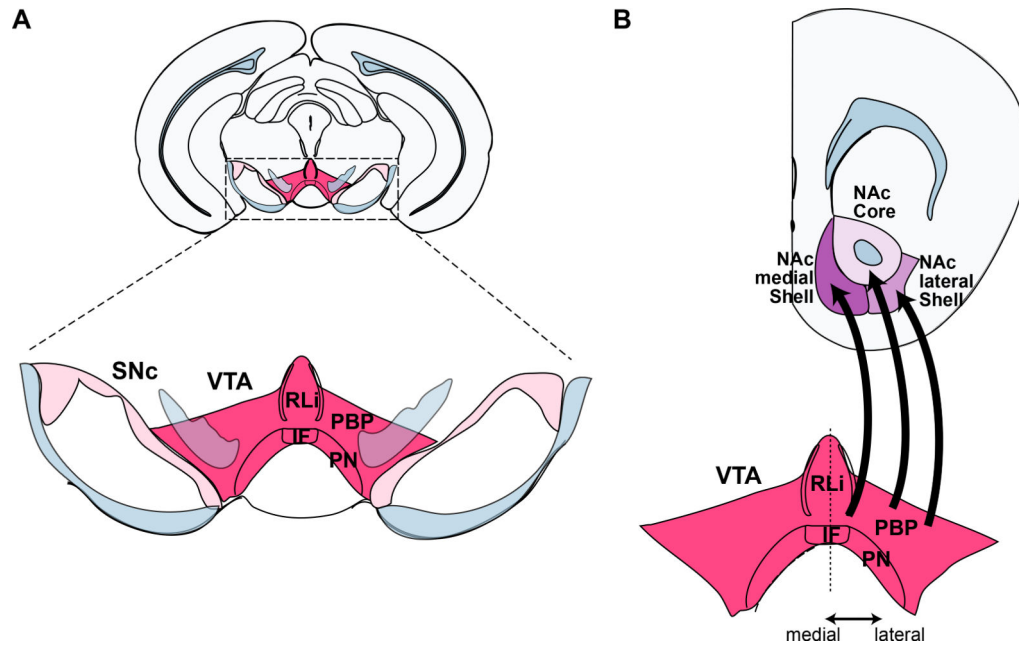 A
SNc
VTA
RLi
PBP
IF
PN
B
NAc
Core
NAc
medial
Shell
NAc
lateral
Shell
VTA
RLi
PBP
IF
PN
medial
lateral